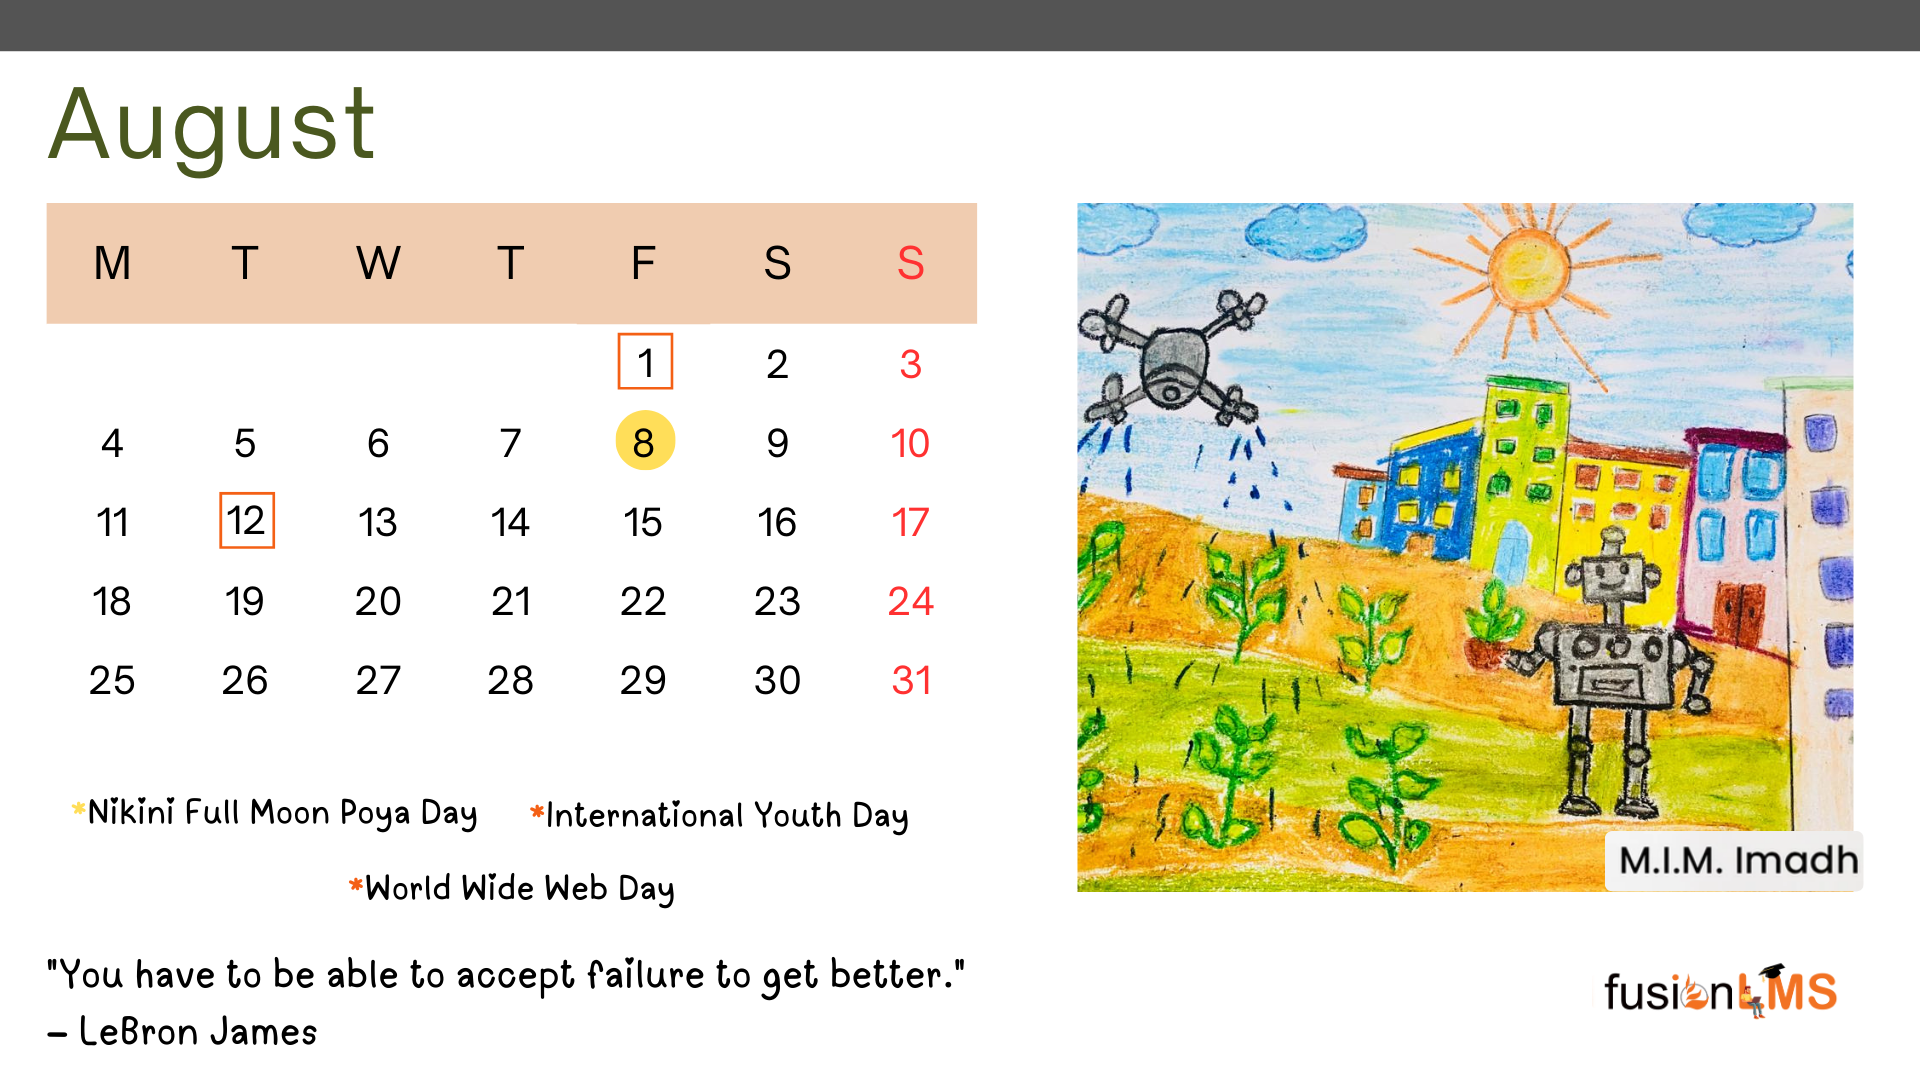 August
M T W T F S S
1 2 3
4 5 6 7 8 9 10
11 12 13 14 15 16 17
18 19 20 21 22 23 24
25 26 27 28 29 30 31
*Nikini Full Moon Poya Day *International Youth Day
*World Wide Web Day
"You have to be able to accept failure to get better."
– LeBron James
M.I.M. Imadh
fusionLMS